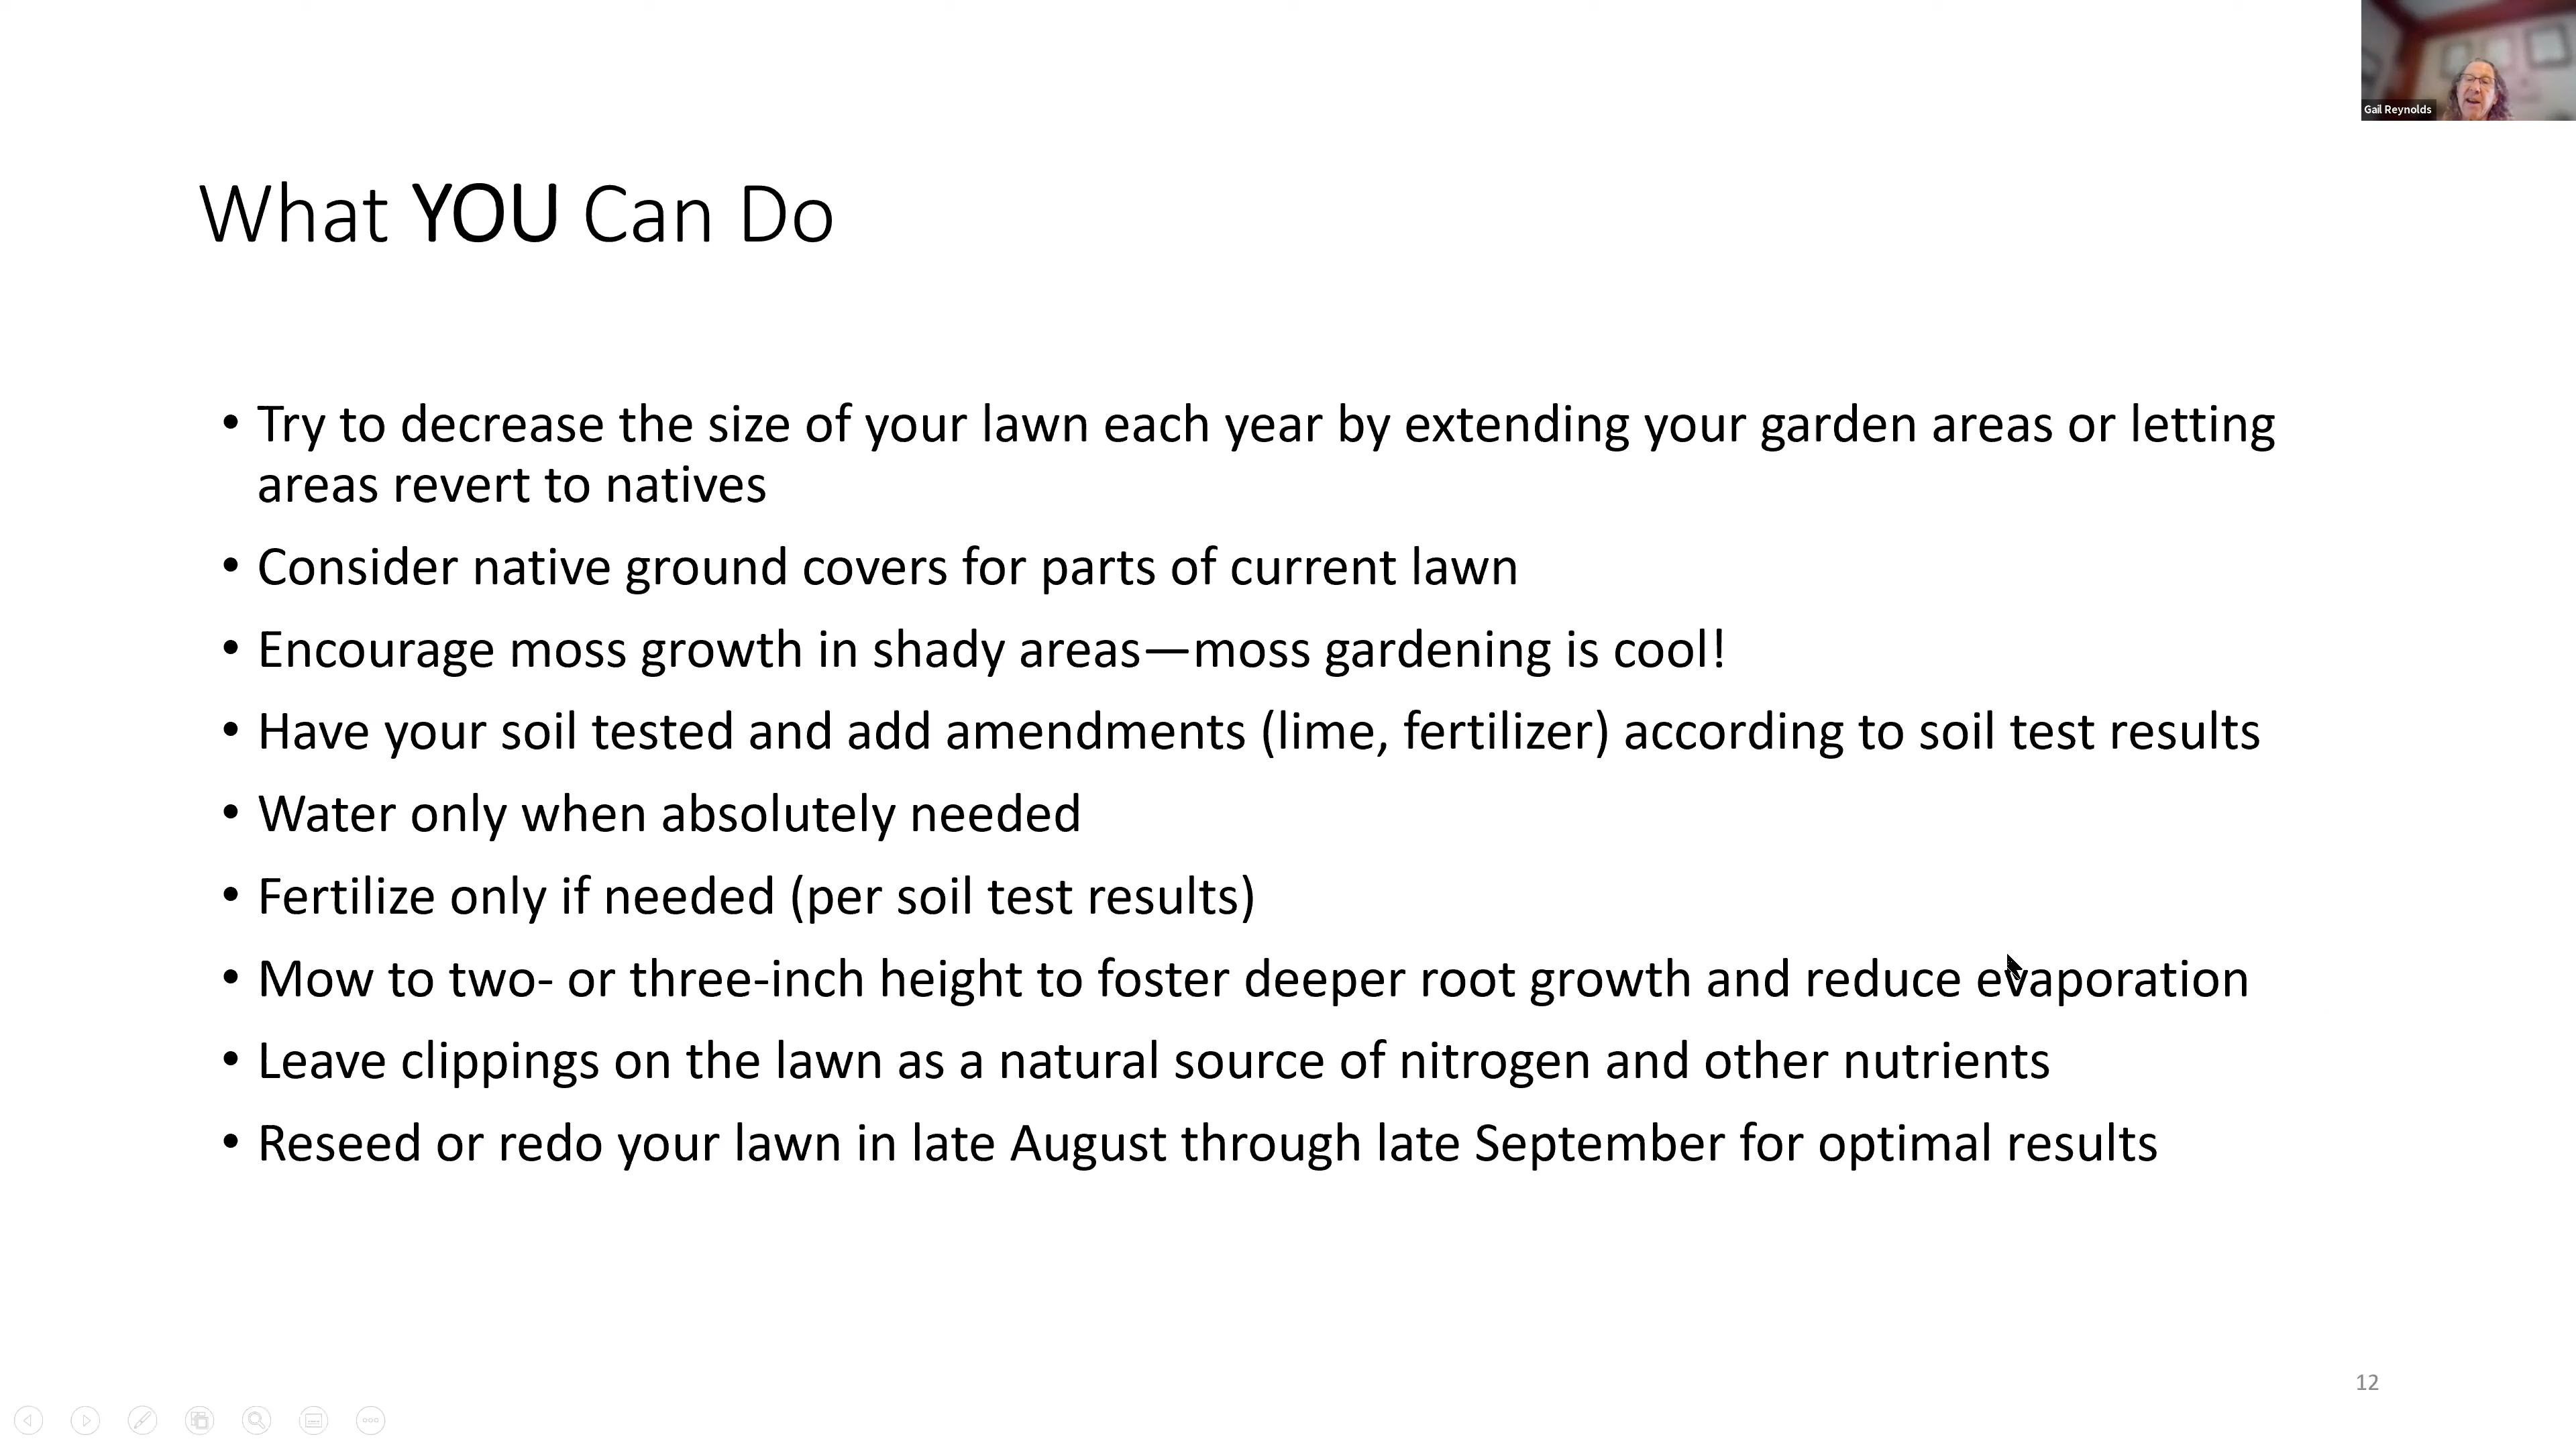 Gail Reynolds
What YOU Can Do
• Try to decrease the size of your lawn each year by extending your garden areas or letting
areas revert to natives
• Consider native ground covers for parts of current lawn
• Encourage moss growth in shady areas—moss gardening is cool!
• Have your soil tested and add amendments (lime, fertilizer) according to soil test results
• Water only when absolutely needed
• Fertilize only if needed (per soil test results)
• Mow to two- or three-inch height to foster deeper root growth and reduce evaporation
• Leave clippings on the lawn as a natural source of nitrogen and other nutrients
• Reseed or redo your lawn in late August through late September for optimal results
12